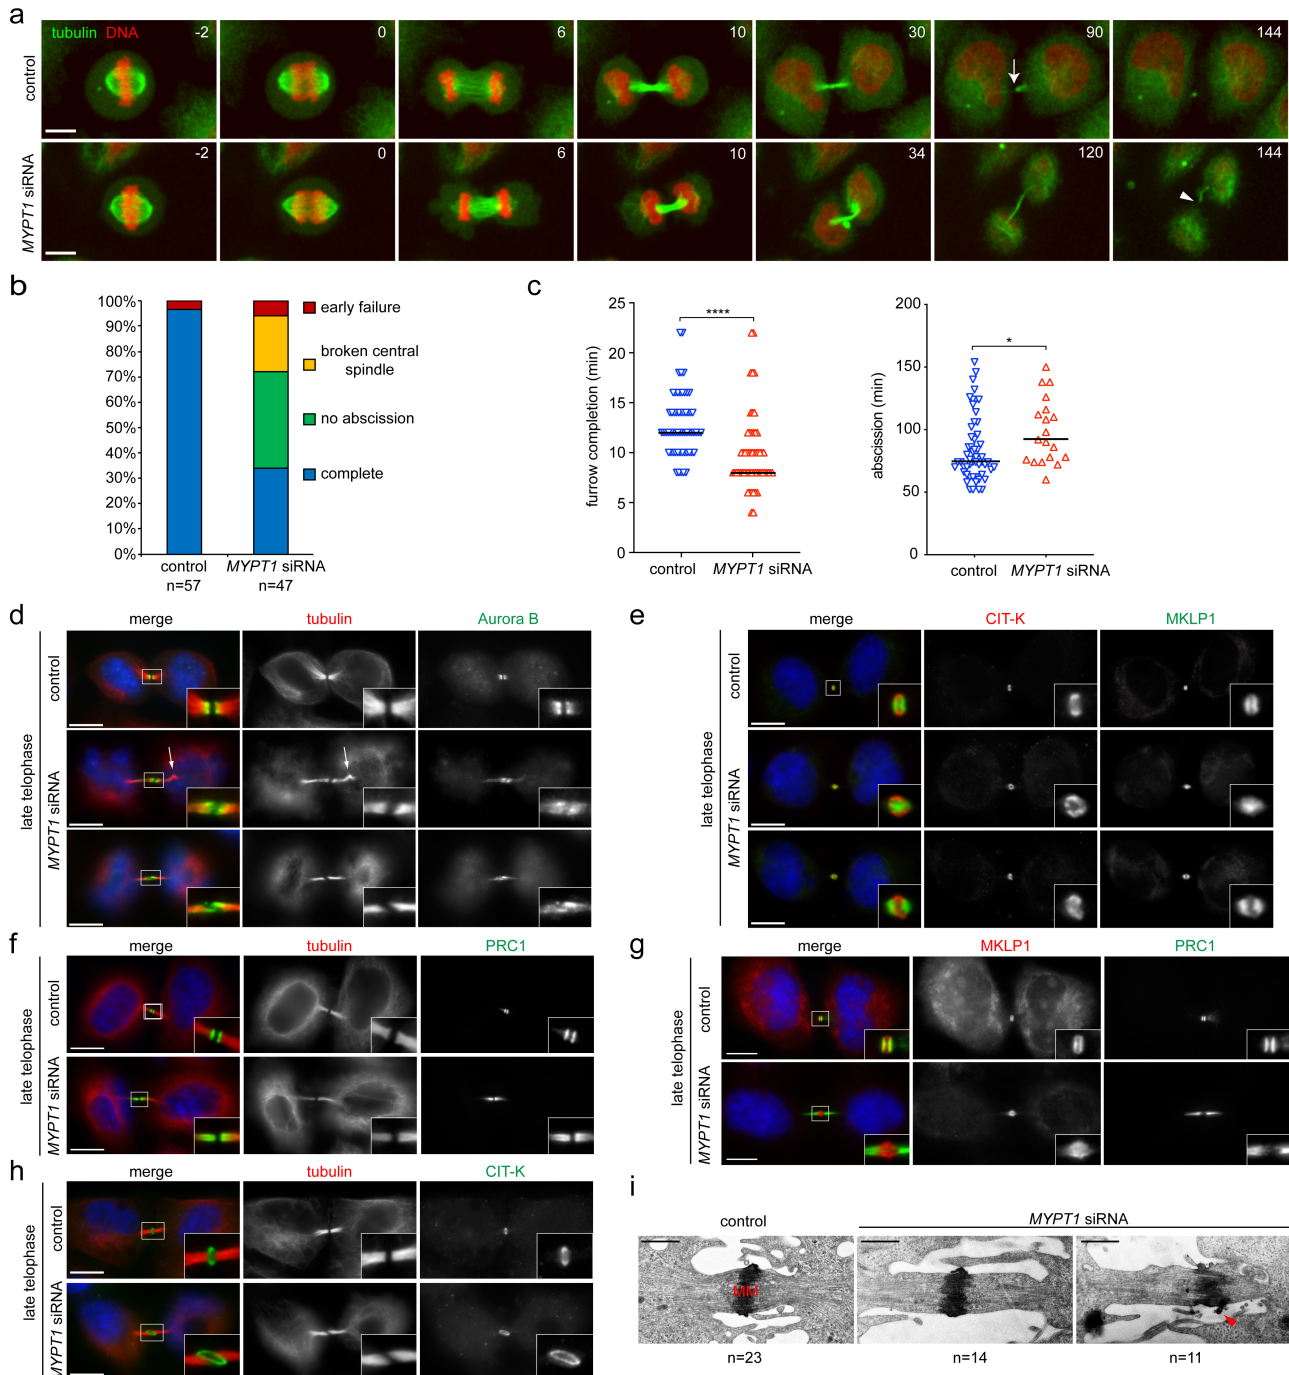 a
tubulin DNA
-2
0
6
10
30
90
144
control
-2
0
6
10
34
120
144
MYPT1 siRNA
b
100%
90%
80%
70%
60%
50%
40%
30%
20%
10%
0%
control
n=57
MYPT1 siRNA
n=47
early failure
broken central
spindle
no abscission
complete
c
furrow completion (min)
25
20
15
10
5
0
****
control
MYPT1 siRNA
abscission (min)
200
150
100
50
0
*
control
MYPT1 siRNA
d
merge
tubulin
Aurora B
late telophase
control
MYPT1 siRNA
e
merge
CIT-K
MKLP1
late telophase
control
MYPT1 siRNA
f
merge
tubulin
PRC1
late telophase
control
MYPT1 siRNA
g
merge
MKLP1
PRC1
late telophase
control
MYPT1 siRNA
h
merge
tubulin
CIT-K
late telophase
control
MYPT1 siRNA
i
control
MYPT1 siRNA
MM
n=23
n=14
n=11